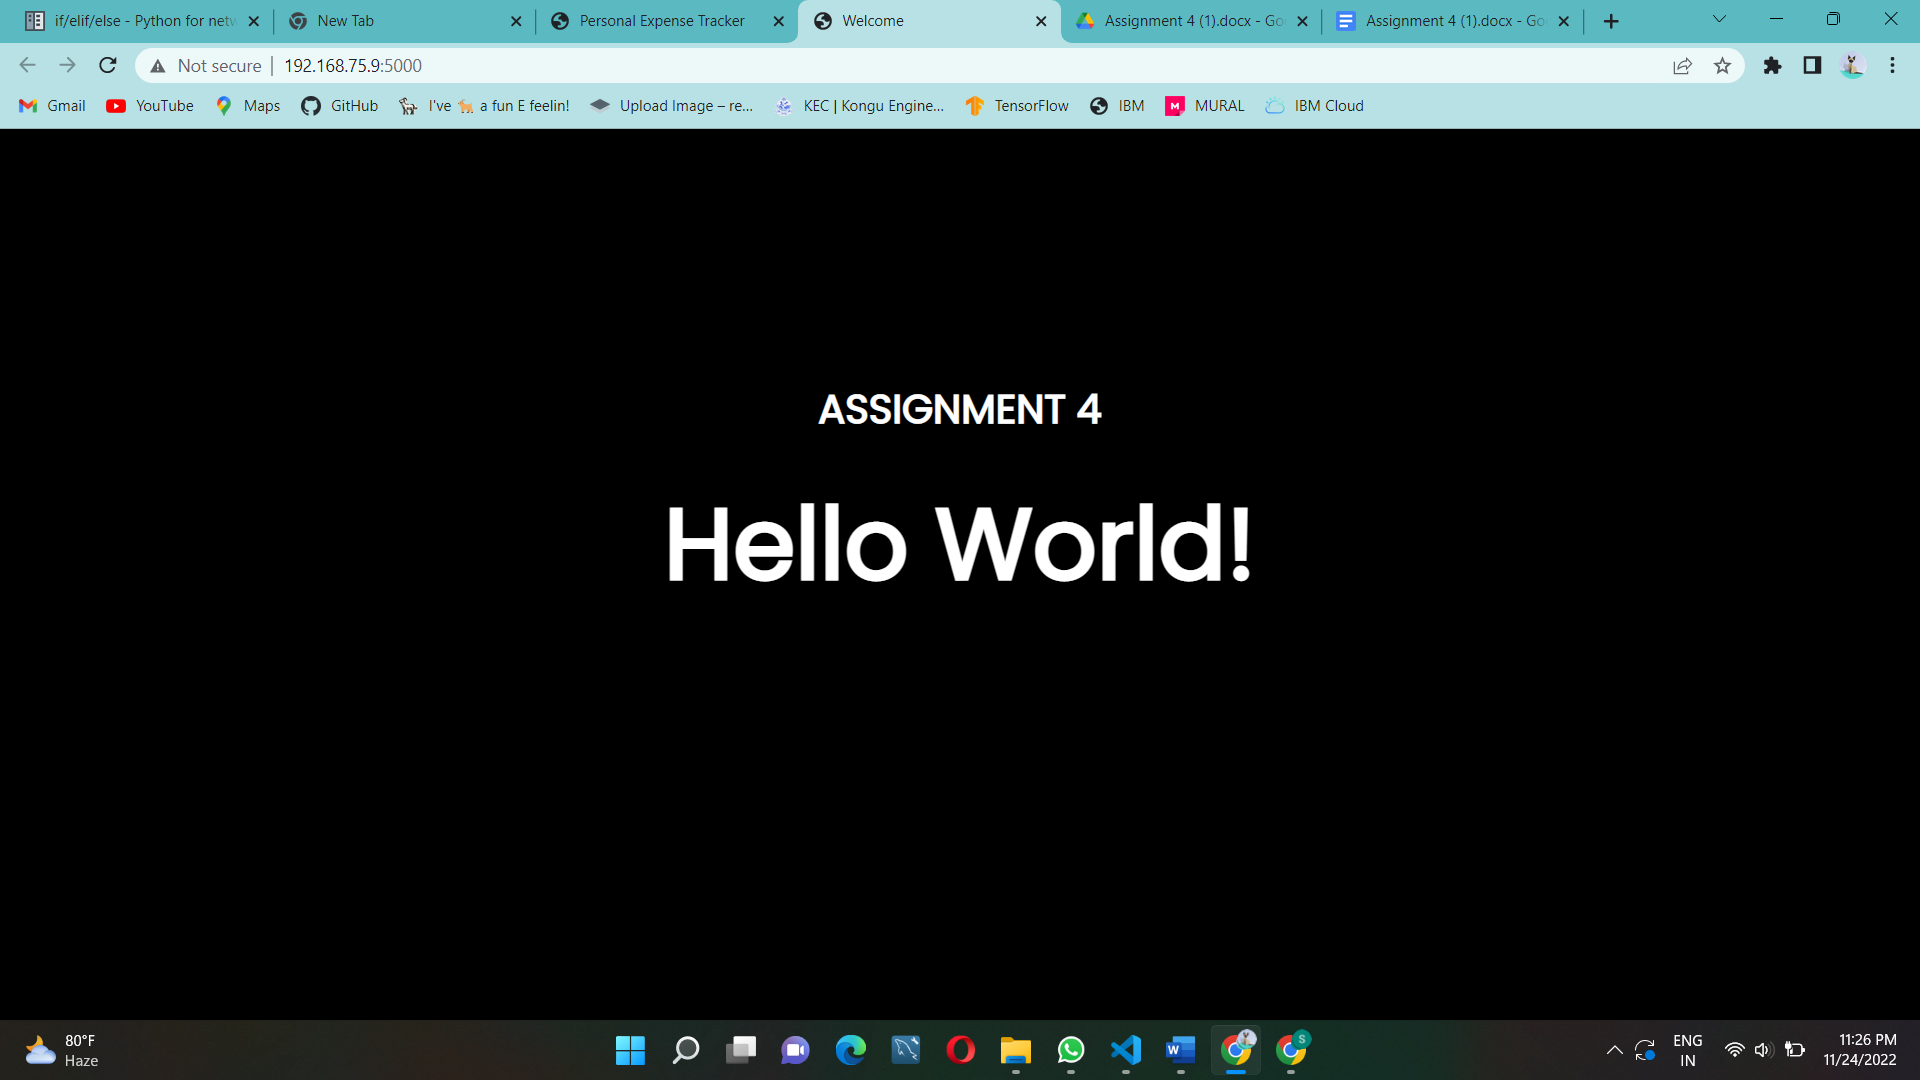 if/elif/else - Python for netw
New Tab
Personal Expense Tracker
Welcome
Assignment 4 (1).docx - Go
Assignment 4 (1).docx - Go
Not secure
192.168.75.9:5000
Gmail
YouTube
Maps
GitHub
I've 🐈 a fun E feelin!
Upload Image – re...
KEC | Kongu Engine...
TensorFlow
IBM
MURAL
IBM Cloud
ASSIGNMENT 4
Hello World!
80°F
Haze
ENG
IN
11:26 PM
11/24/2022